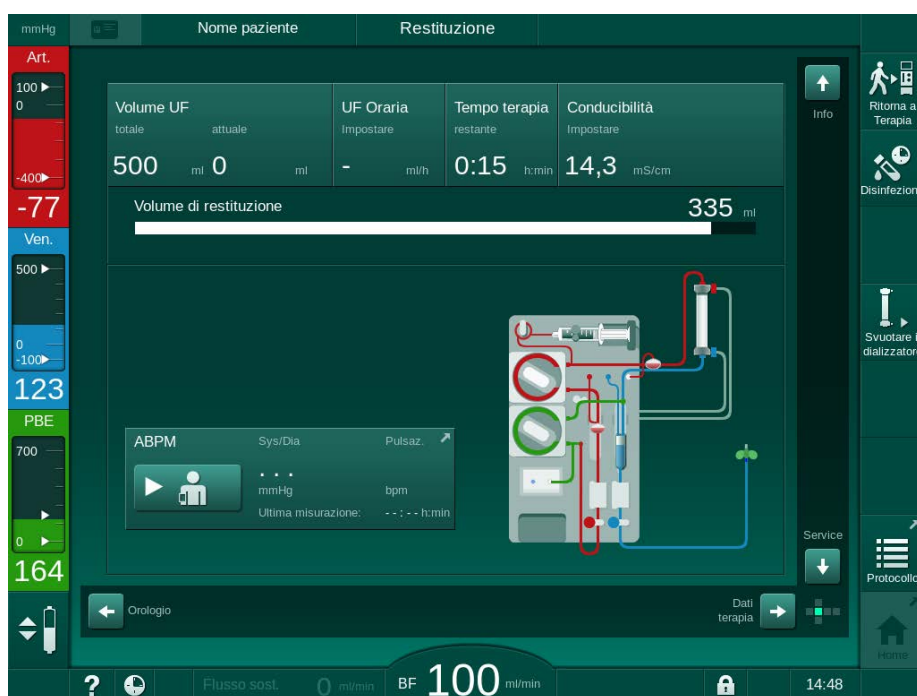 mmHg
Nome paziente
Restituzione
Art.
100
0
-400
-77
Ven.
500
0
-100
123
PBE
700
0
164
Volume UF
totale
attuale
500 ml 0 ml
UF Oraria
Impostare
- ml/h
Tempo terapia
restante
0:15 h:min
Conducibilità
Impostare
14,3 mS/cm
Volume di restituzione 335 ml
ABPM Sys/Dia Pulsaz.
. . .
mmHg bpm
Ultima misurazione: --:-- h:min
Info
Service
Orologio
Dati
terapia
Ritorna a
Terapia
Disinfezion
Svuotare i
dializzator
Protocollo
Home
?
Flusso sost. 0 ml/min
BF 100 ml/min
14:48